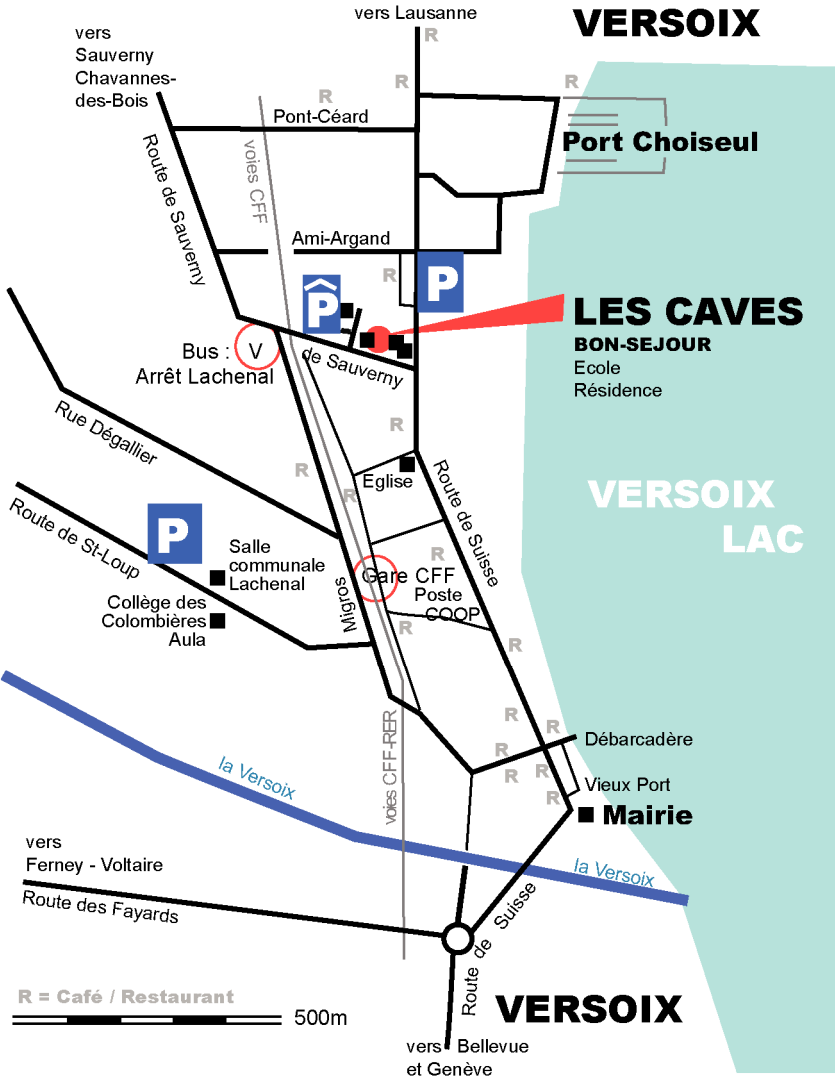 vers Lausanne
VERSOIX
vers
Sauverny
Chavannes-
des-Bois
R
R
R
R
Pont-Céard
Port Choiseul
voies CFF
Route de Sauverny
Ami-Argand
R
P
P
LES CAVES
BON-SEJOUR
Ecole
Résidence
Bus :
V
Arrêt Lachenal
de Sauverny
Rue Dégallier
R
R
Eglise
R
Route de Suisse
VERSOIX
LAC
Route de St-Loup
P
Salle
communale
Lachenal
R
Gare CFF
Poste
COOP
Migros
Collège des
Colombières
Aula
R
R
R
R
R
R
R
R
Débarcadère
voies CFF-RER
la Versoix
Vieux Port
Mairie
vers
Ferney - Voltaire
Route des Fayards
la Versoix
Route de Suisse
R = Café / Restaurant
500m
VERSOIX
vers Bellevue
et Genève